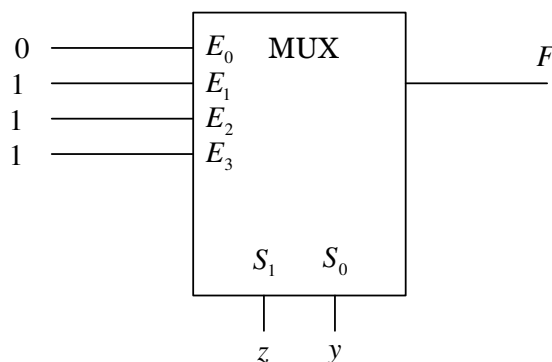 0 E₀ MUX F
1 E₁
1 E₂
1 E₃
S₁ S₀
z y